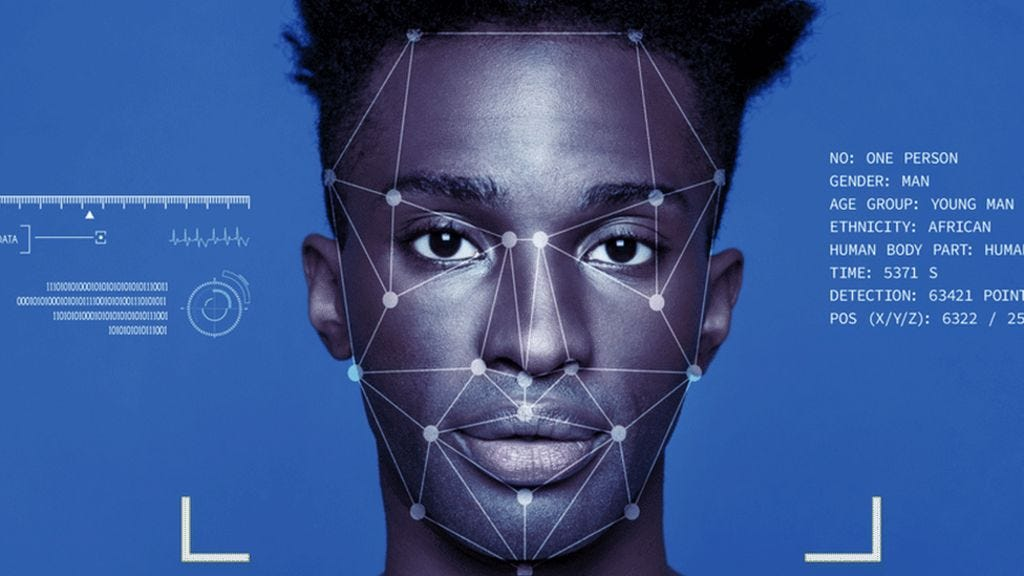 DATA
NO: ONE PERSON
GENDER: MAN
AGE GROUP: YOUNG MAN
ETHNICITY: AFRICAN
HUMAN BODY PART: HUMA
TIME: 5371 S
DETECTION: 63421 POINT
POS (X/Y/Z): 6322 / 25